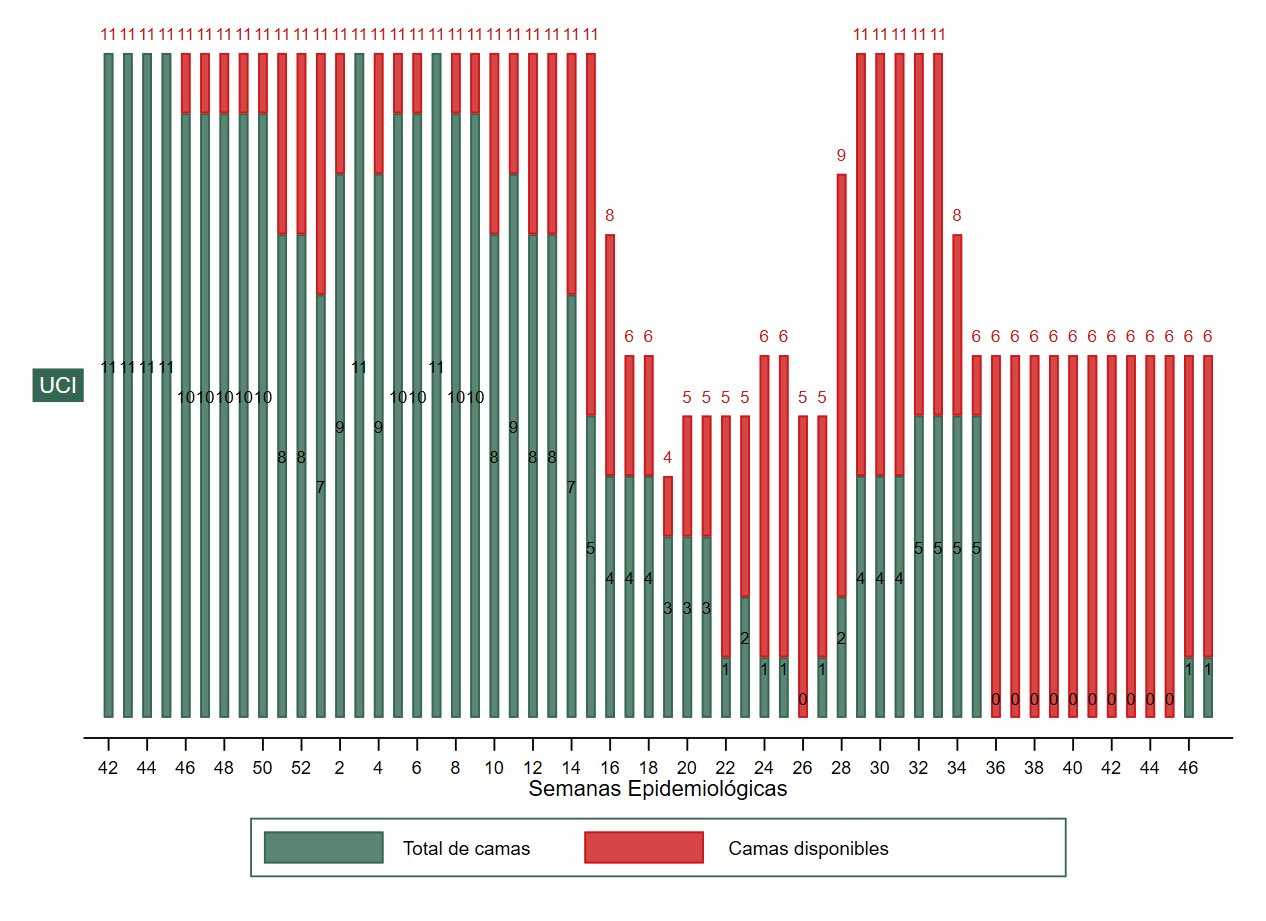 11 11 11 11 11 11 11 11 11 11 11 11 11 11 11 11 11 11 11 11 11 11 11 11 11 11 11 11 11 11 11
9
8 8
6 6 6 6 6 6 6 6 6 6 6 6 6 6 6 6 6
11 11 11 11 11 11
UCI
10 10 10 10 10 10 10 10 10 5 5 5 5 5 5
9 9 9
8 8 8 8 8 4
7 7
5 5 5 5 5
4 4 4 4 4 4
3 3 3
2 2
1 1 1 1 1 1
0 0 0 0 0 0 0 0 0 0 0
42 44 46 48 50 52 2 4 6 8 10 12 14 16 18 20 22 24 26 28 30 32 34 36 38 40 42 44 46
Semanas Epidemiológicas
Total de camas Camas disponibles